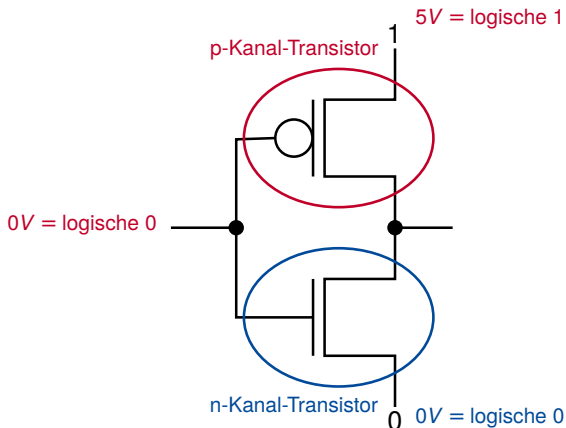 5V = logische 1
1
p-Kanal-Transistor
0V = logische 0
n-Kanal-Transistor
0
0V = logische 0